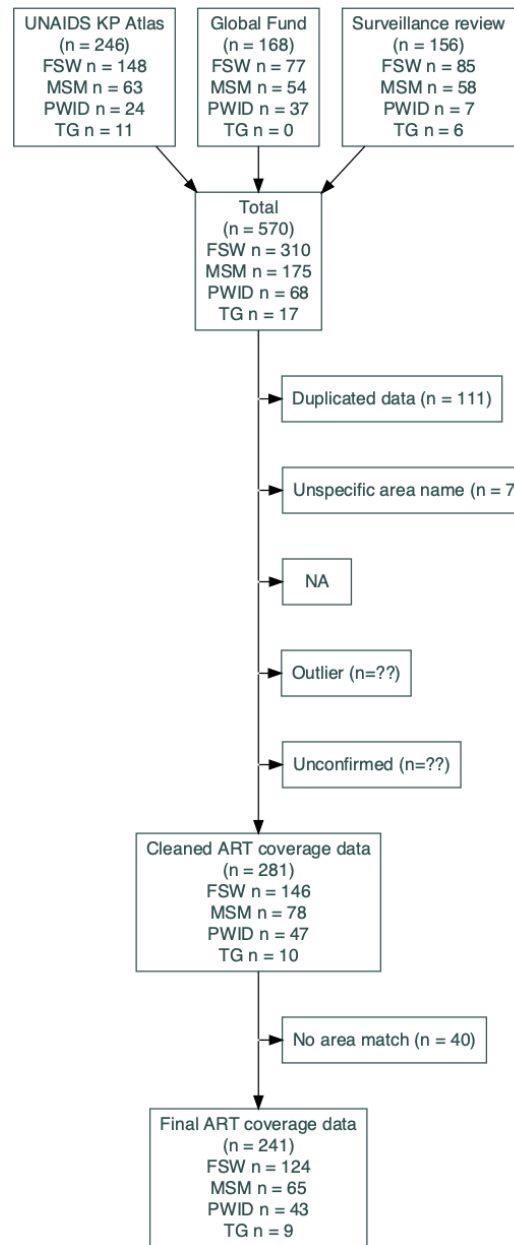 UNAIDS KP Atlas
(n = 246)
FSW n = 148
MSM n = 63
PWID n = 24
TG n = 11
Global Fund
(n = 168)
FSW n = 77
MSM n = 54
PWID n = 37
TG n = 0
Surveillance review
(n = 156)
FSW n = 85
MSM n = 58
PWID n = 7
TG n = 6
Total
(n = 570)
FSW n = 310
MSM n = 175
PWID n = 68
TG n = 17
Duplicated data (n = 111)
Unspecific area name (n = 7
NA
Outlier (n=??)
Unconfirmed (n=??)
Cleaned ART coverage data
(n = 281)
FSW n = 146
MSM n = 78
PWID n = 47
TG n = 10
No area match (n = 40)
Final ART coverage data
(n = 241)
FSW n = 124
MSM n = 65
PWID n = 43
TG n = 9